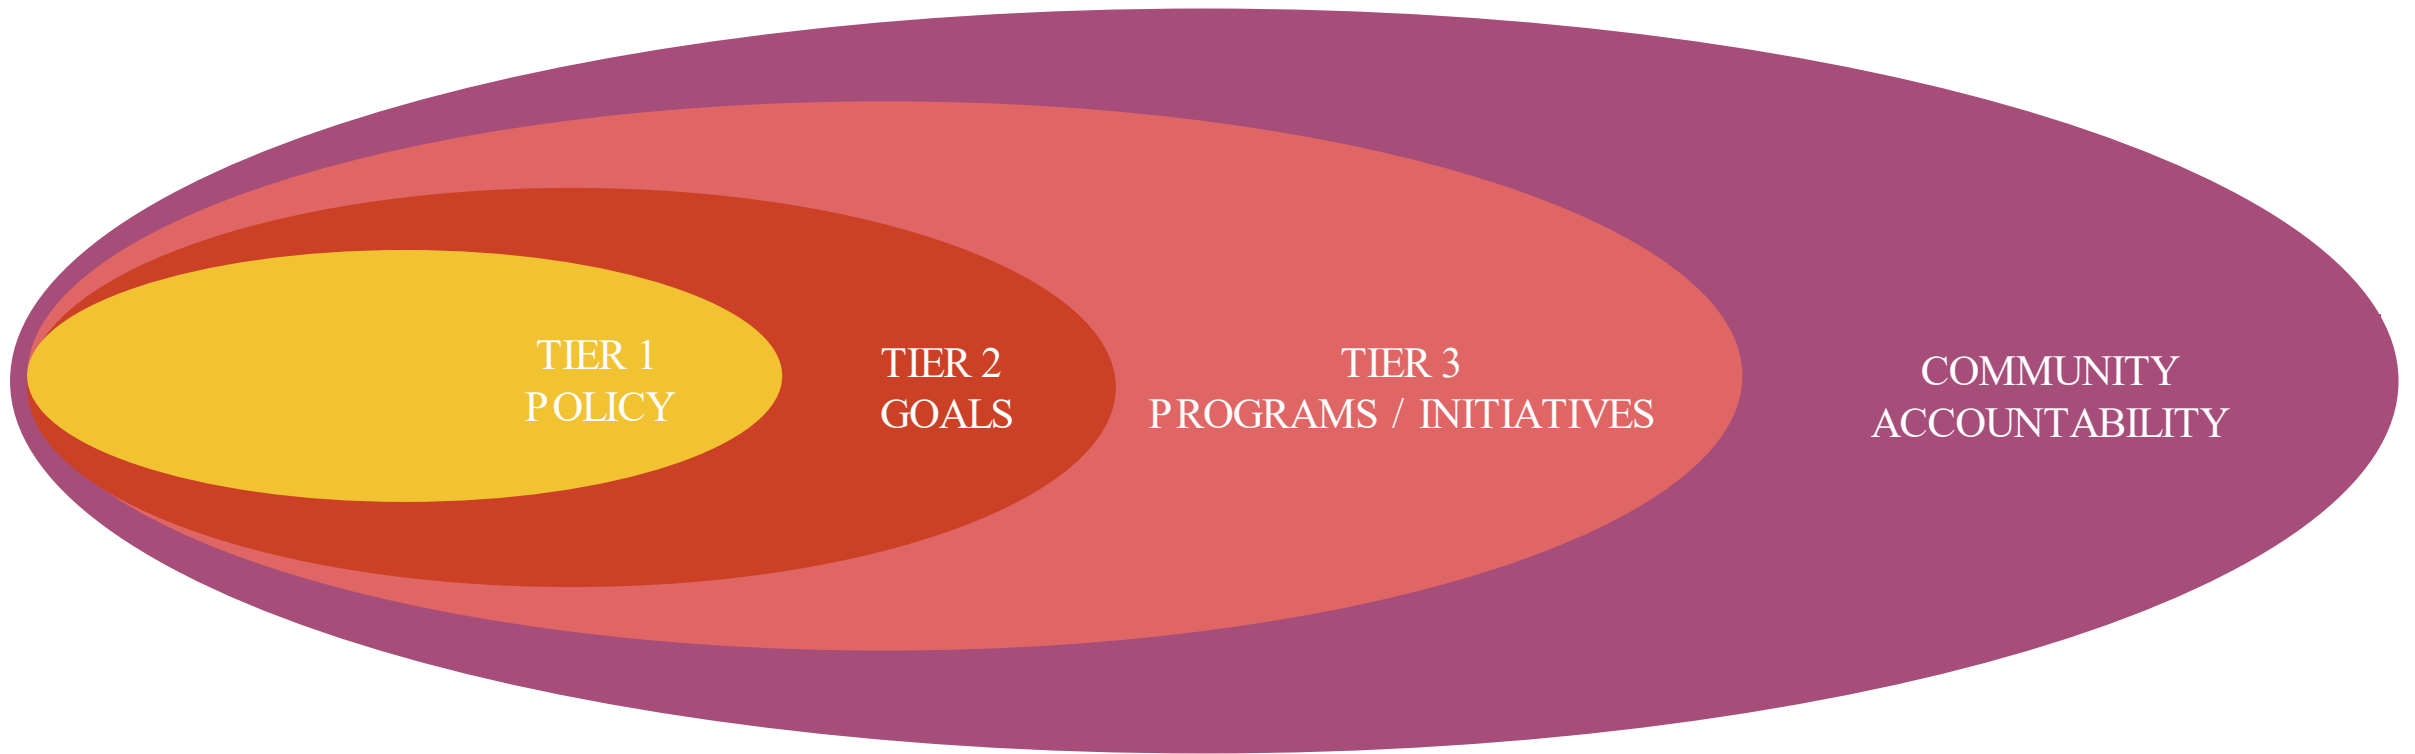 TIER 1
POLICY
TIER 2
GOALS
TIER 3
PROGRAMS / INITIATIVES
COMMUNITY
ACCOUNTABILITY